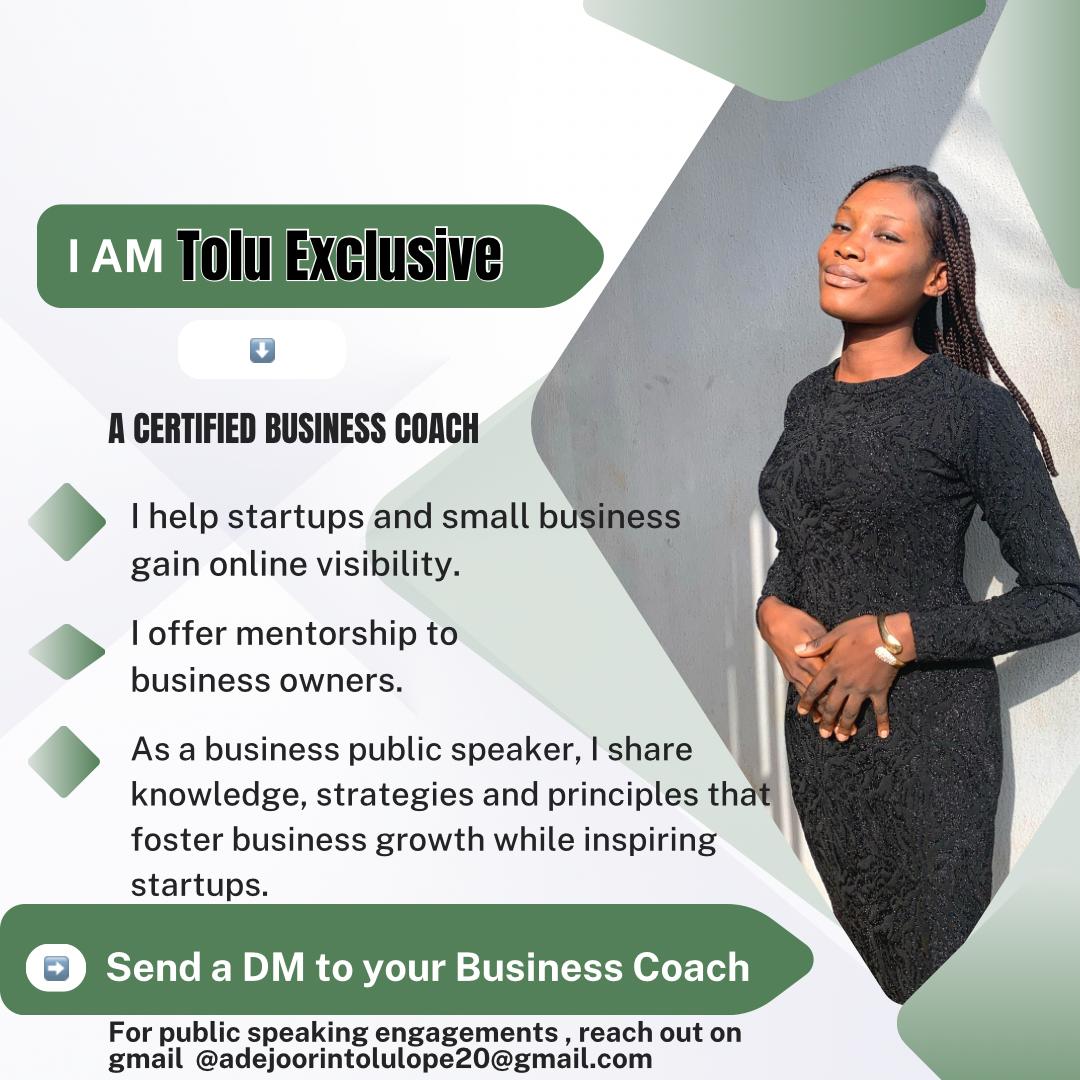 I AM Tolu Exclusive
A CERTIFIED BUSINESS COACH
I help startups and small business
gain online visibility.
I offer mentorship to
business owners.
As a business public speaker, I share
knowledge, strategies and principles that
foster business growth while inspiring
startups.
Send a DM to your Business Coach
For public speaking engagements , reach out on
gmail @adejoorintolulope20@gmail.com